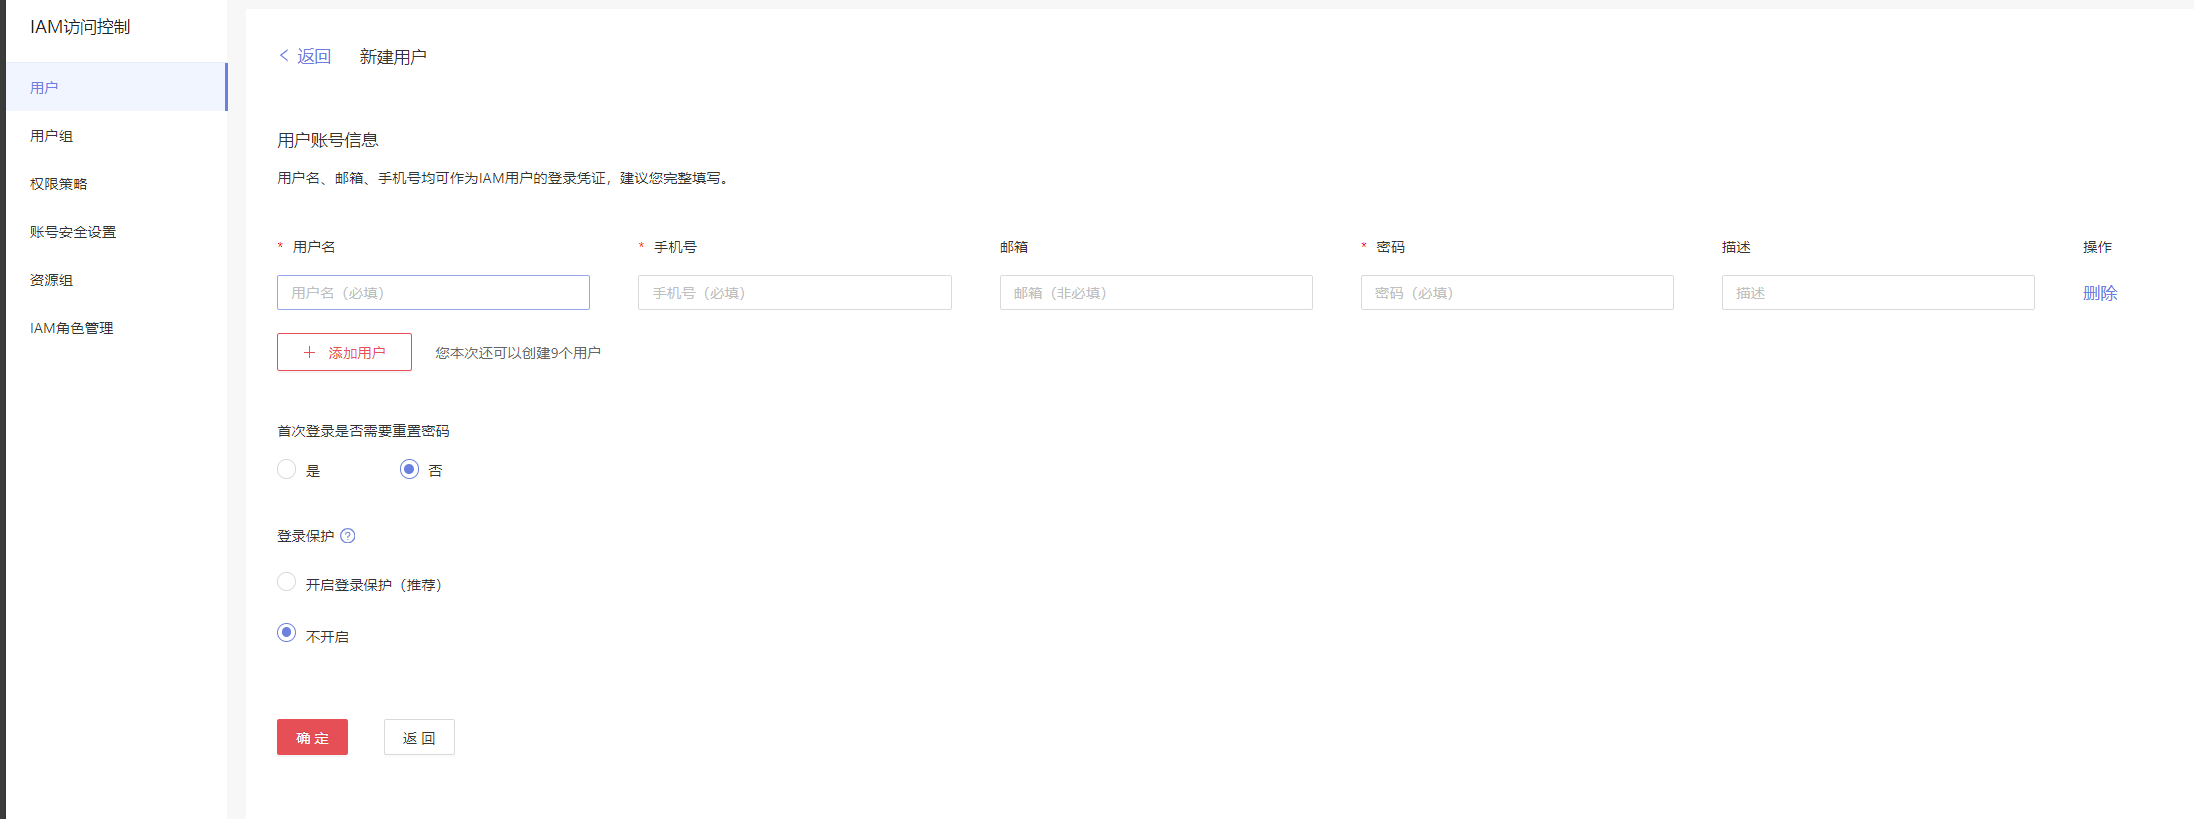 IAM访问控制
用户
用户组
权限策略
账号安全设置
资源组
IAM角色管理
返回 新建用户
用户账号信息
用户名、邮箱、手机号均可作为IAM用户的登录凭证，建议您完整填写。
* 用户名 * 手机号 邮箱 * 密码 描述 操作
用户名（必填） 手机号（必填） 邮箱（非必填） 密码（必填） 描述 删除
+ 添加用户 您本次还可以创建9个用户
首次登录是否需要重置密码
是 否
登录保护 ?
开启登录保护（推荐）
不开启
确 定 返 回